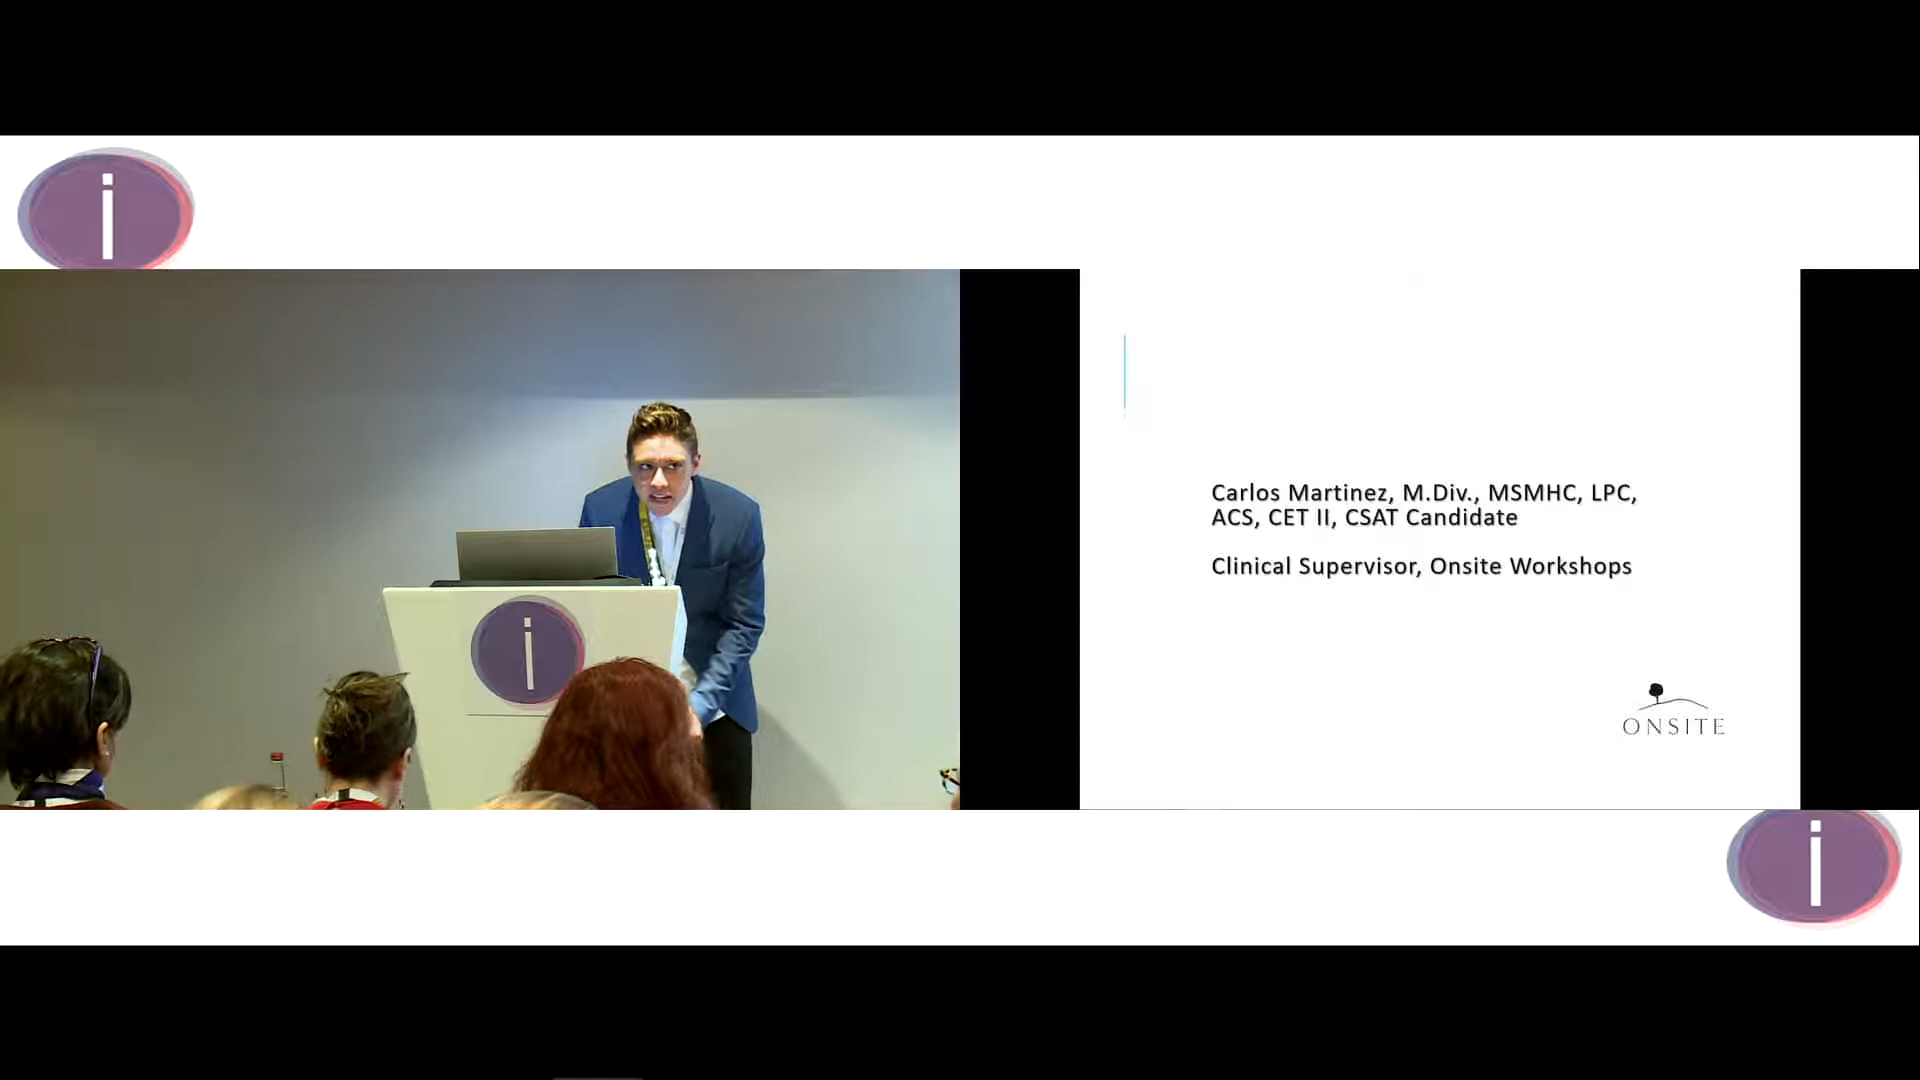 i
Carlos Martinez, M.Div., MSMHC, LPC,
ACS, CET II, CSAT Candidate
Clinical Supervisor, Onsite Workshops
i
ONSITE
i